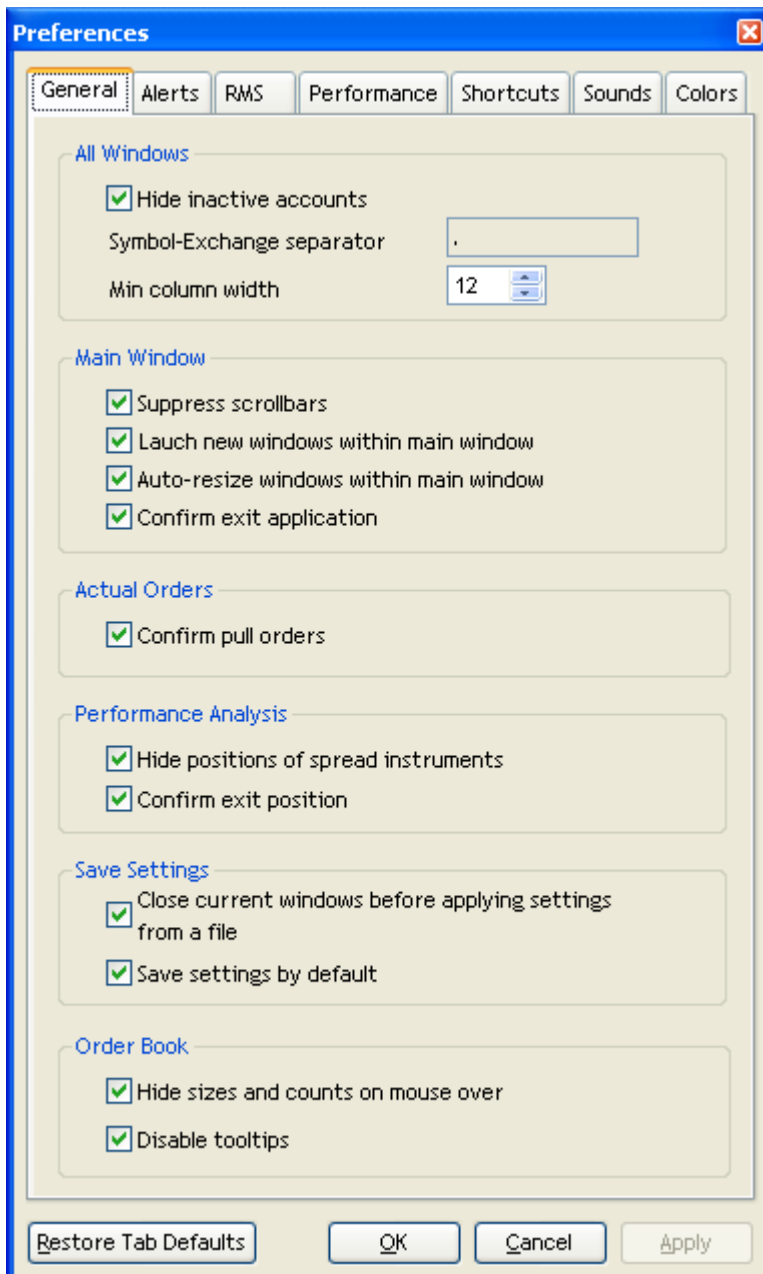 Preferences
General Alerts RMS Performance Shortcuts Sounds Colors
All Windows
Hide inactive accounts
Symbol-Exchange separator .
Min column width 12
Main Window
Suppress scrollbars
Lauch new windows within main window
Auto-resize windows within main window
Confirm exit application
Actual Orders
Confirm pull orders
Performance Analysis
Hide positions of spread instruments
Confirm exit position
Save Settings
Close current windows before applying settings
from a file
Save settings by default
Order Book
Hide sizes and counts on mouse over
Disable tooltips
Restore Tab Defaults OK Cancel Apply